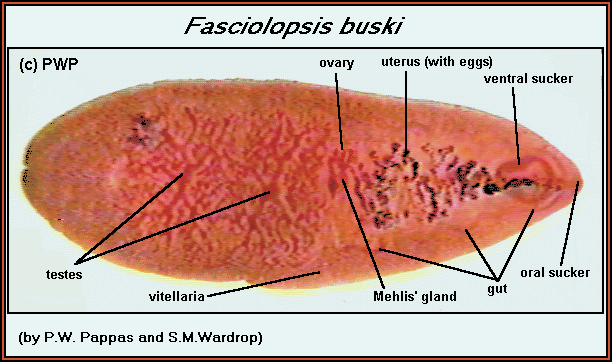 Fasciolopsis buski
(c) PWP
ovary
uterus (with eggs)
ventral sucker
testes
vitellaria
Mehlis' gland
gut
oral sucker
(by P.W. Pappas and S.M.Wardrop)